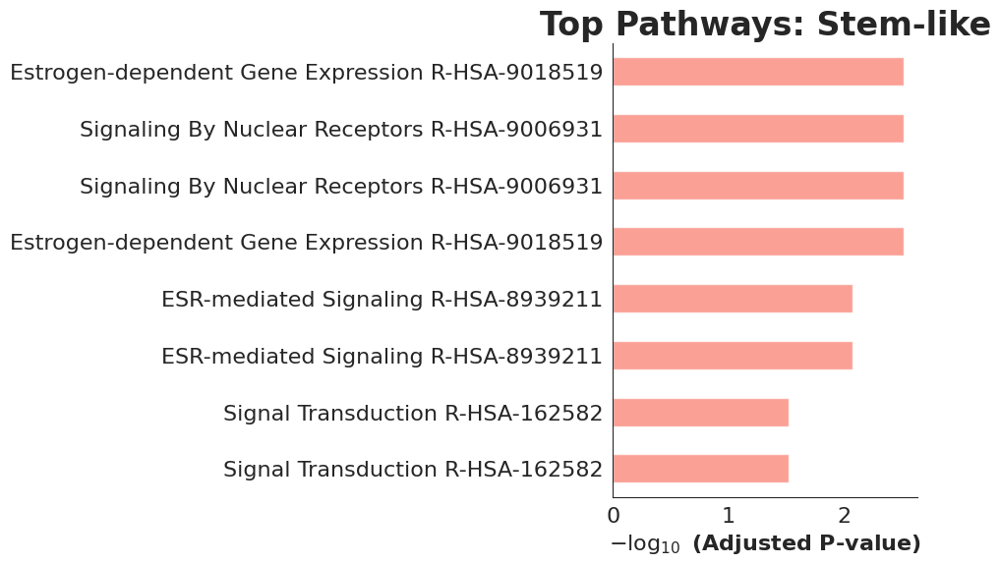 Top Pathways: Stem-like
Estrogen-dependent Gene Expression R-HSA-9018519
Signaling By Nuclear Receptors R-HSA-9006931
Signaling By Nuclear Receptors R-HSA-9006931
Estrogen-dependent Gene Expression R-HSA-9018519
ESR-mediated Signaling R-HSA-8939211
ESR-mediated Signaling R-HSA-8939211
Signal Transduction R-HSA-162582
Signal Transduction R-HSA-162582
0 1 2
−log₁₀ (Adjusted P-value)